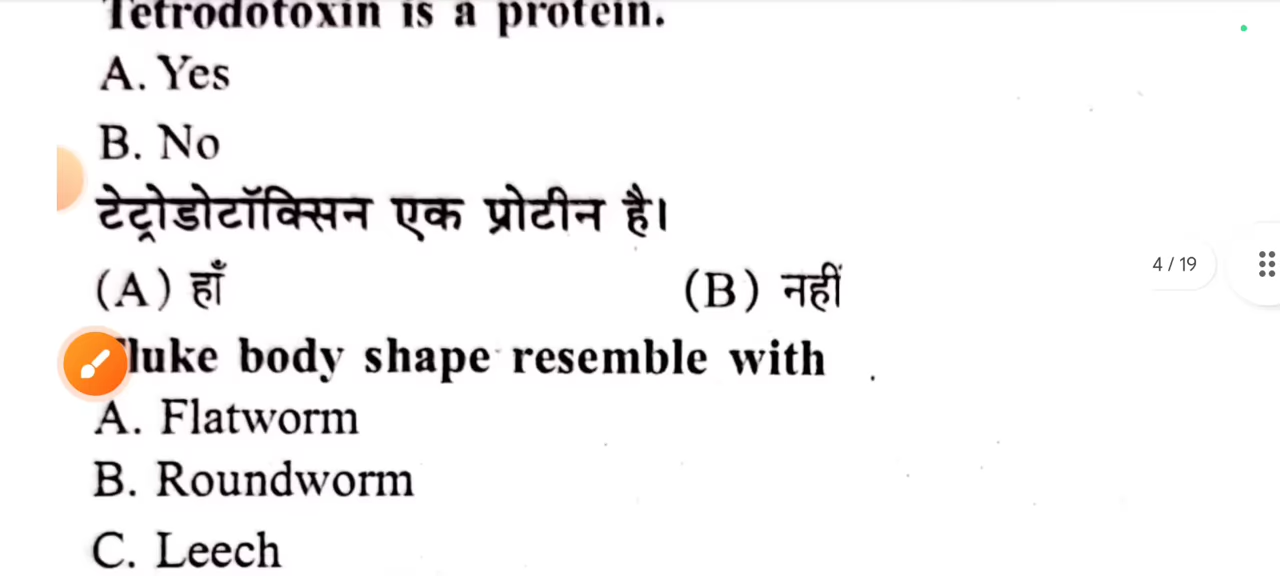 Tetrodotoxin is a protein.
A. Yes
B. No
टेट्रोडोटॉक्सिन एक प्रोटीन है।
(A) हाँ (B) नहीं
4 / 19
luke body shape resemble with
A. Flatworm
B. Roundworm
C. Leech